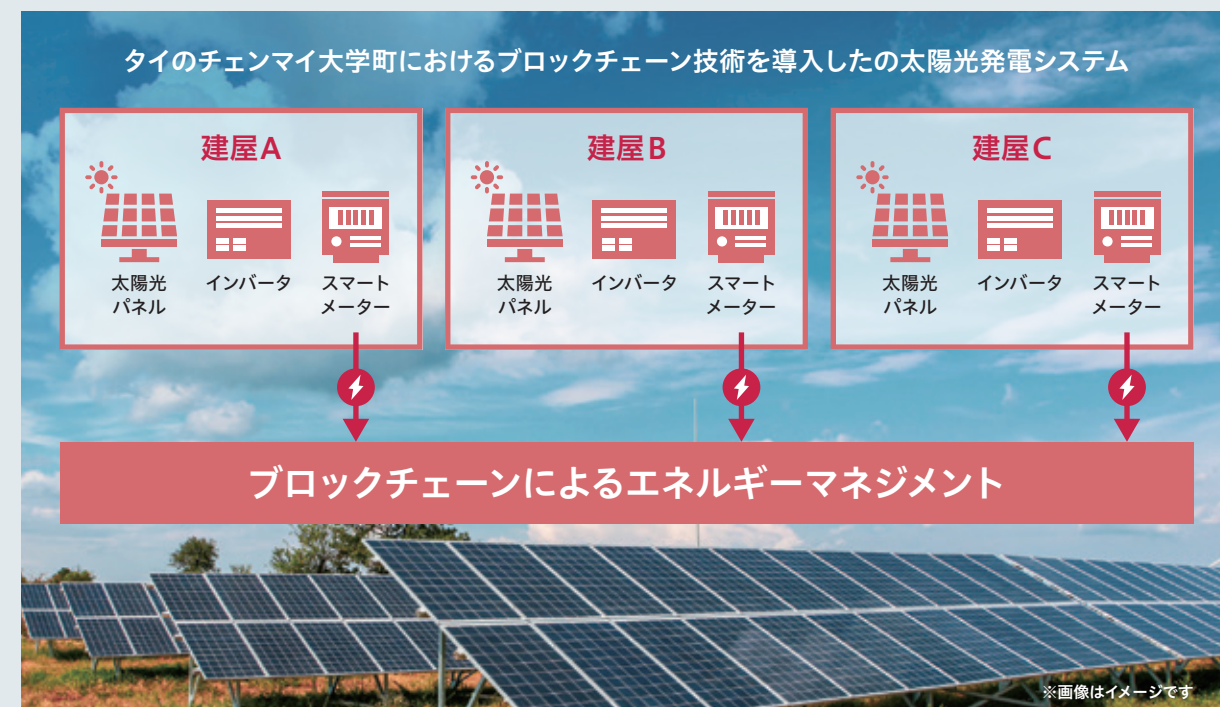 タイのチェンマイ大学町におけるブロックチェーン技術を導入したの太陽光発電システム
建屋A
太陽光
パネル
インバータ
スマート
メーター
建屋B
太陽光
パネル
インバータ
スマート
メーター
建屋C
太陽光
パネル
インバータ
スマート
メーター
ブロックチェーンによるエネルギーマネジメント
※画像はイメージです